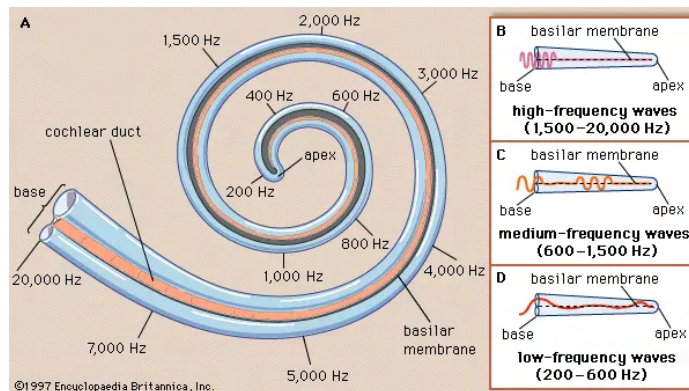 A
2,000 Hz
1,500 Hz
3,000 Hz
400 Hz
600 Hz
cochlear duct
apex
200 Hz
base
800 Hz
20,000 Hz
1,000 Hz
4,000 Hz
basilar
membrane
7,000 Hz
5,000 Hz
©1997 Encyclopaedia Britannica, Inc.
B
basilar membrane
base
apex
high-frequency waves
(1,500–20,000 Hz)
C
basilar membrane
base
apex
medium-frequency waves
(600–1,500 Hz)
D
basilar membrane
base
apex
low-frequency waves
(200–600 Hz)